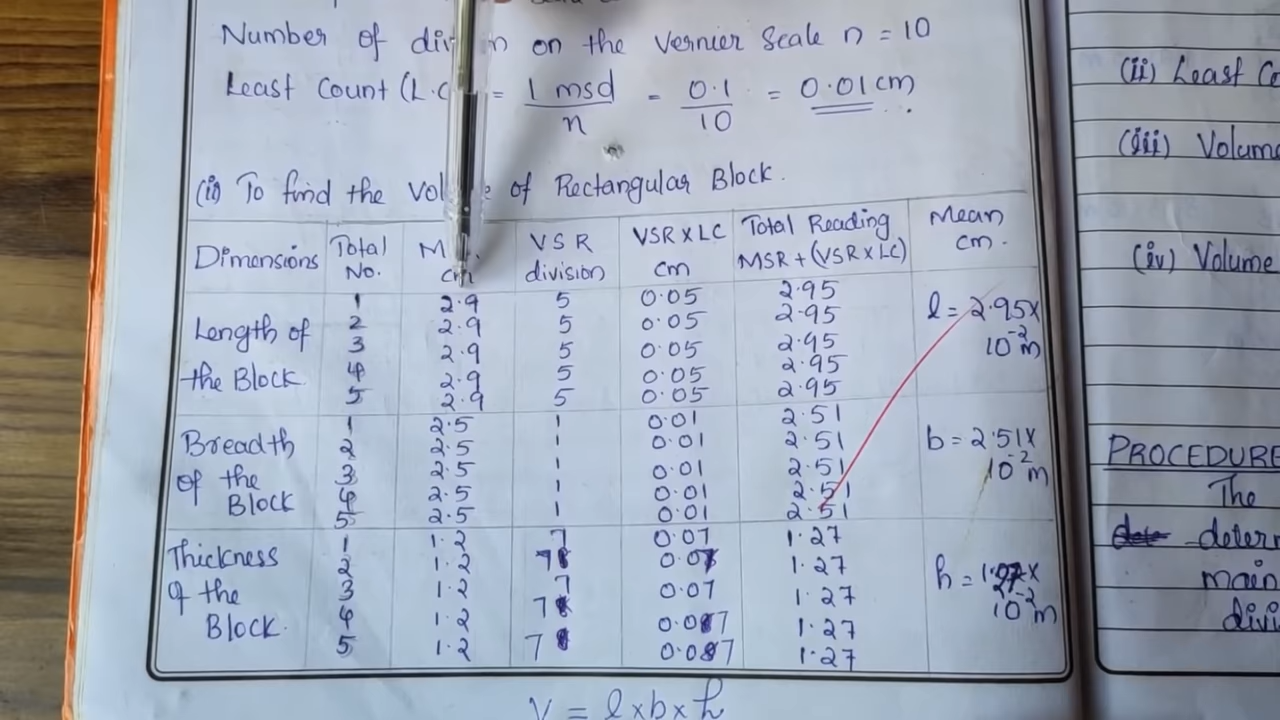 Number of div n on the Vernier Scale n = 10
Least Count (L.C = 1 msd / n = 0.1 / 10 = 0.01 cm
(i) To find the Vol e of Rectangular Block.
Dimensions Total No. M cm VSR division VSR X LC cm Total Reading MSR + (VSR X LC) Mean cm.
Length of the Block
1 2.9 5 0.05 2.95
2 2.9 5 0.05 2.95
3 2.9 5 0.05 2.95
4 2.9 5 0.05 2.95
5 2.9 5 0.05 2.95
l = 2.95 x 10⁻² m
Breadth of the Block
1 2.5 1 0.01 2.51
2 2.5 1 0.01 2.51
3 2.5 1 0.01 2.51
4 2.5 1 0.01 2.51
5 2.5 1 0.01 2.51
b = 2.51 x 10⁻² m
Thickness of the Block.
1 1.2 7 0.07 1.27
2 1.2 7 0.07 1.27
3 1.2 7 0.07 1.27
4 1.2 7 0.07 1.27
5 1.2 7 0.07 1.27
h = x 10⁻² m
V = l x b x h
(ii) Least
(iii)
(iv) Volume
PROCEDURE
The
main